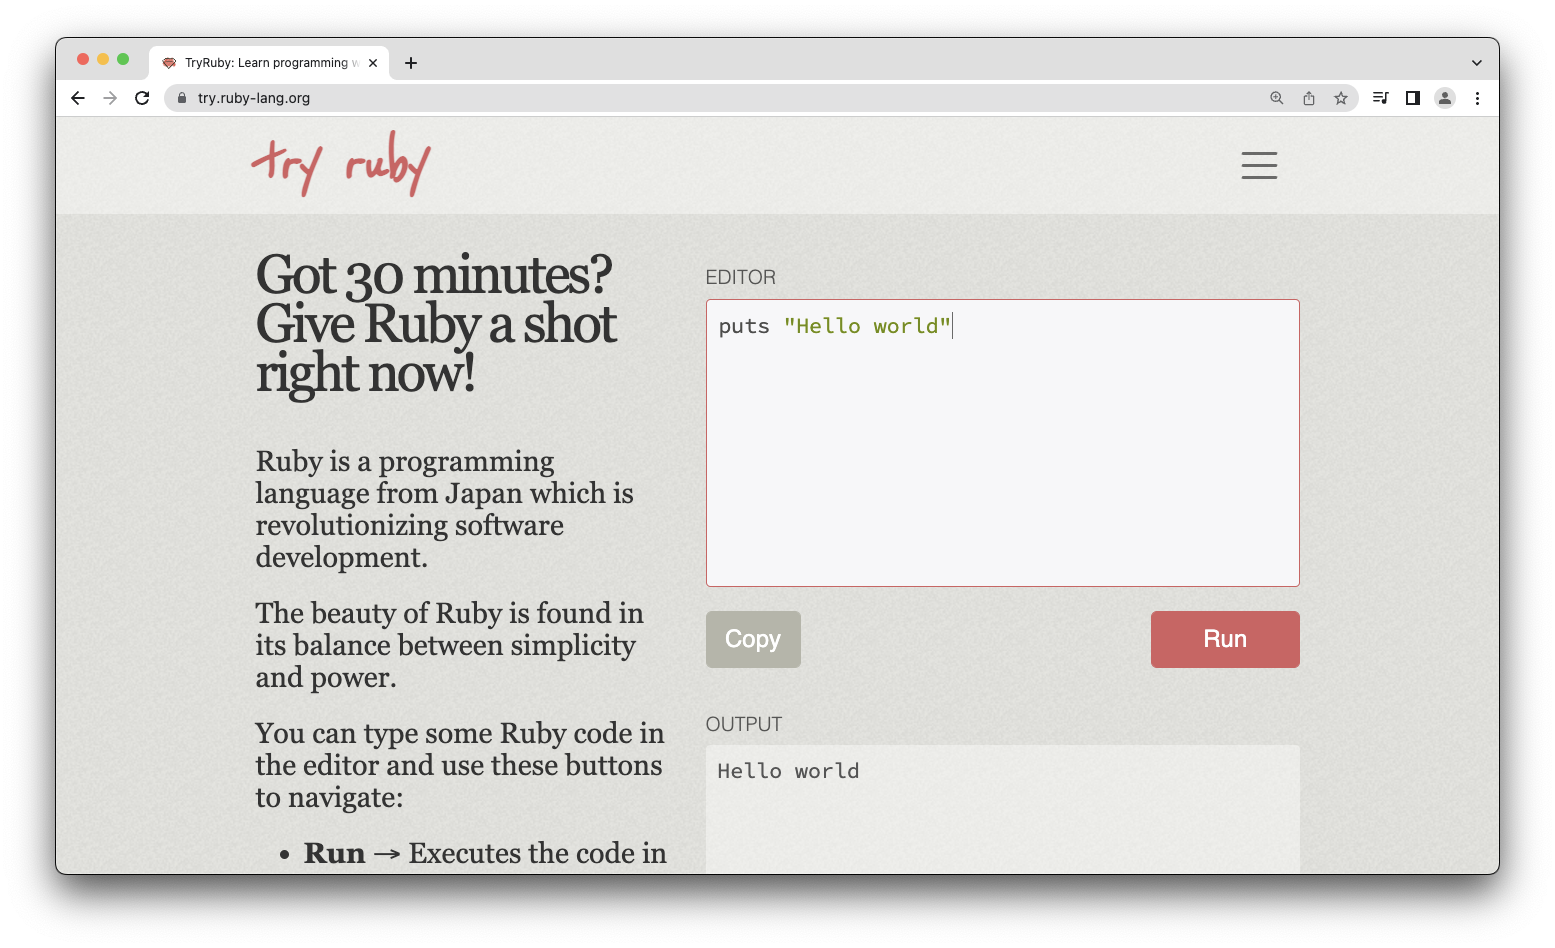 TryRuby: Learn programming w
try.ruby-lang.org
try ruby
Got 30 minutes?
Give Ruby a shot
right now!
Ruby is a programming
language from Japan which is
revolutionizing software
development.
The beauty of Ruby is found in
its balance between simplicity
and power.
You can type some Ruby code in
the editor and use these buttons
to navigate:
• Run → Executes the code in
EDITOR
puts "Hello world"
Copy
Run
OUTPUT
Hello world